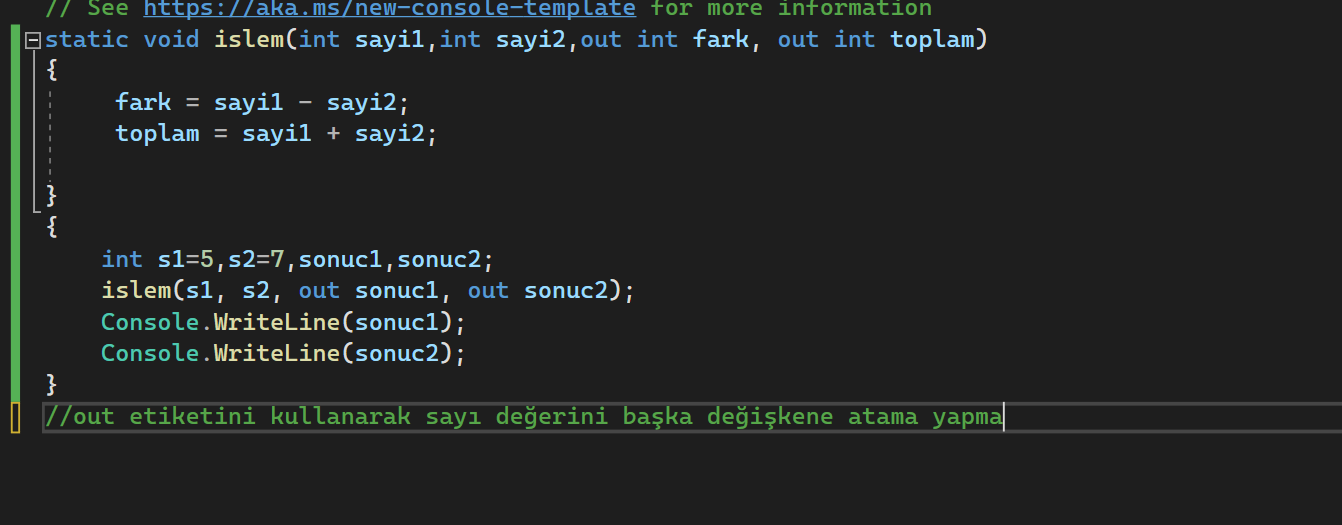 // See https://aka.ms/new-console-template for more information
static void islem(int sayi1,int sayi2,out int fark, out int toplam)
{
fark = sayi1 - sayi2;
toplam = sayi1 + sayi2;
}
{
int s1=5,s2=7,sonuc1,sonuc2;
islem(s1, s2, out sonuc1, out sonuc2);
Console.WriteLine(sonuc1);
Console.WriteLine(sonuc2);
}
//out etiketini kullanarak sayı değerini başka değişkene atama yapma